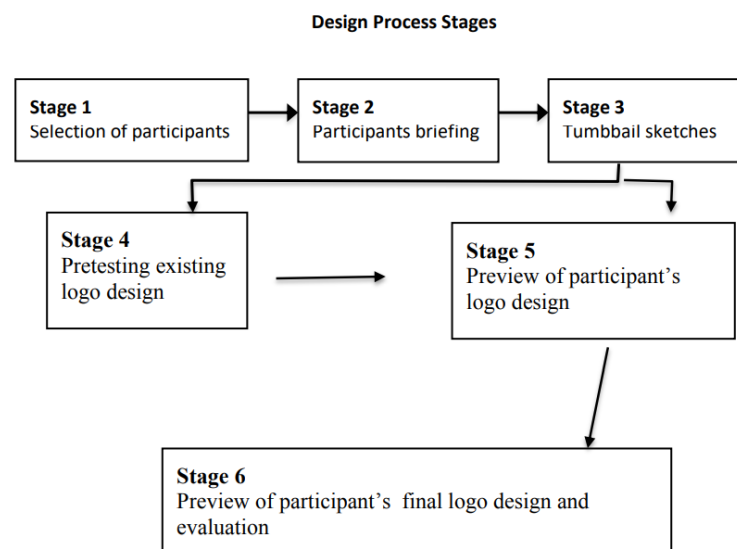 Design Process Stages
Stage 1
Selection of participants
Stage 2
Participants briefing
Stage 3
Tumbbail sketches
Stage 4
Pretesting existing
logo design
Stage 5
Preview of participant's
logo design
Stage 6
Preview of participant's  final logo design and
evaluation